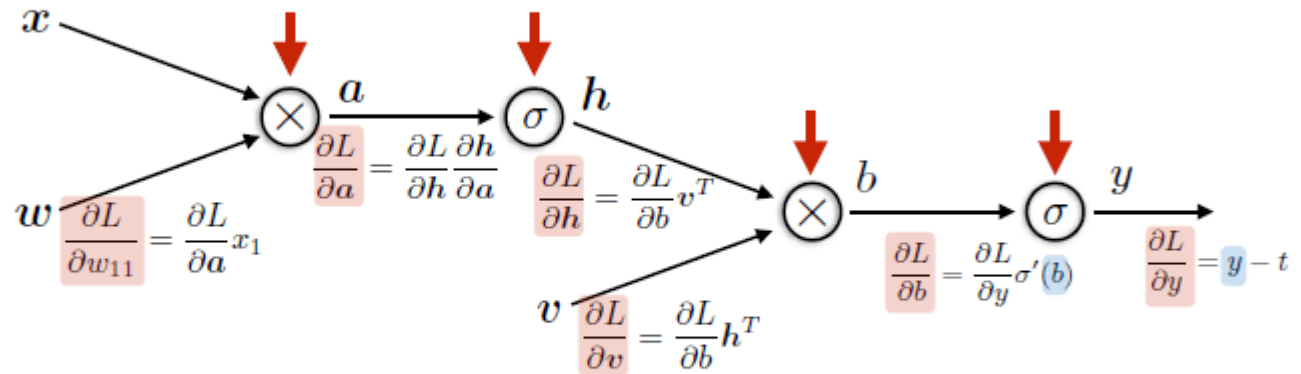 x
×
a
σ
h
∂L/∂a = ∂L/∂h ∂h/∂a
w
∂L/∂w₁₁ = ∂L/∂a x₁
∂L/∂h = ∂L/∂b vᵀ
×
b
σ
y
∂L/∂b = ∂L/∂y σ′(b)
∂L/∂y = y − t
v
∂L/∂v = ∂L/∂b hᵀ